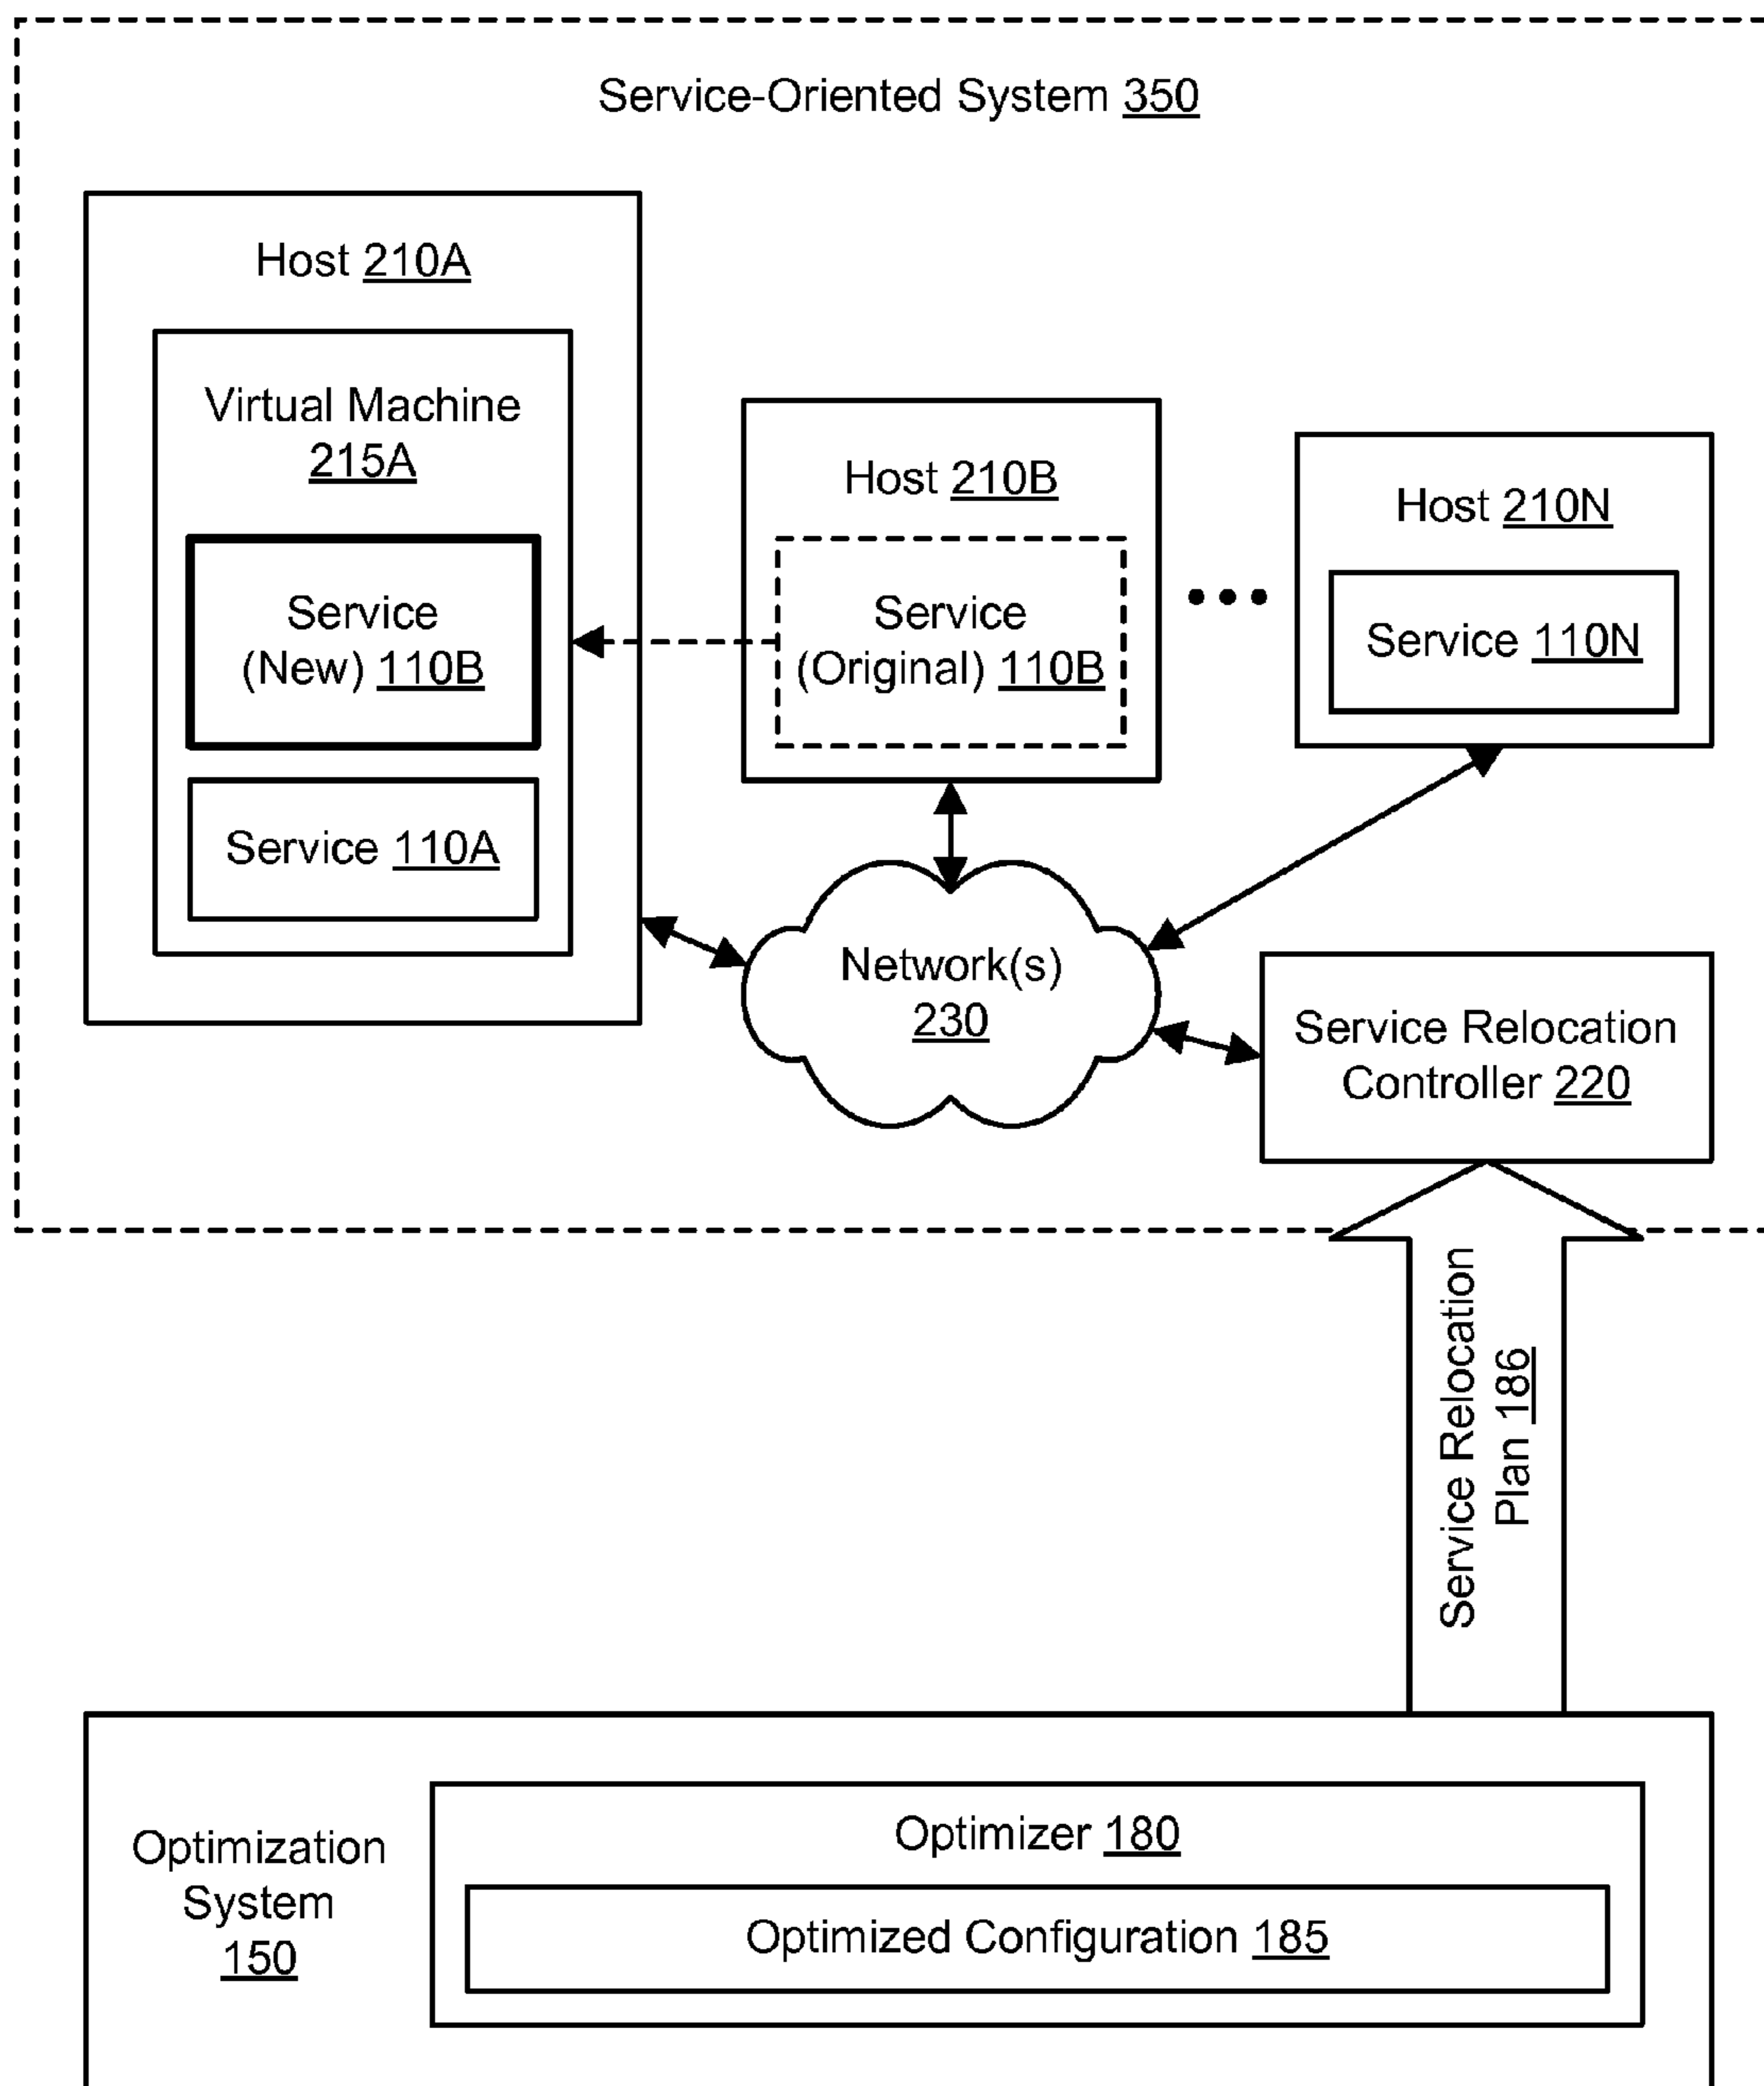 Service-Oriented System 350
Host 210A
Virtual Machine
215A
Service
(New) 110B
Service 110A
Host 210B
Service
(Original) 110B
Host 210N
Service 110N
Network(s)
230
Service Relocation
Controller 220
Service Relocation
Plan 186
Optimization
System
150
Optimizer 180
Optimized Configuration 185